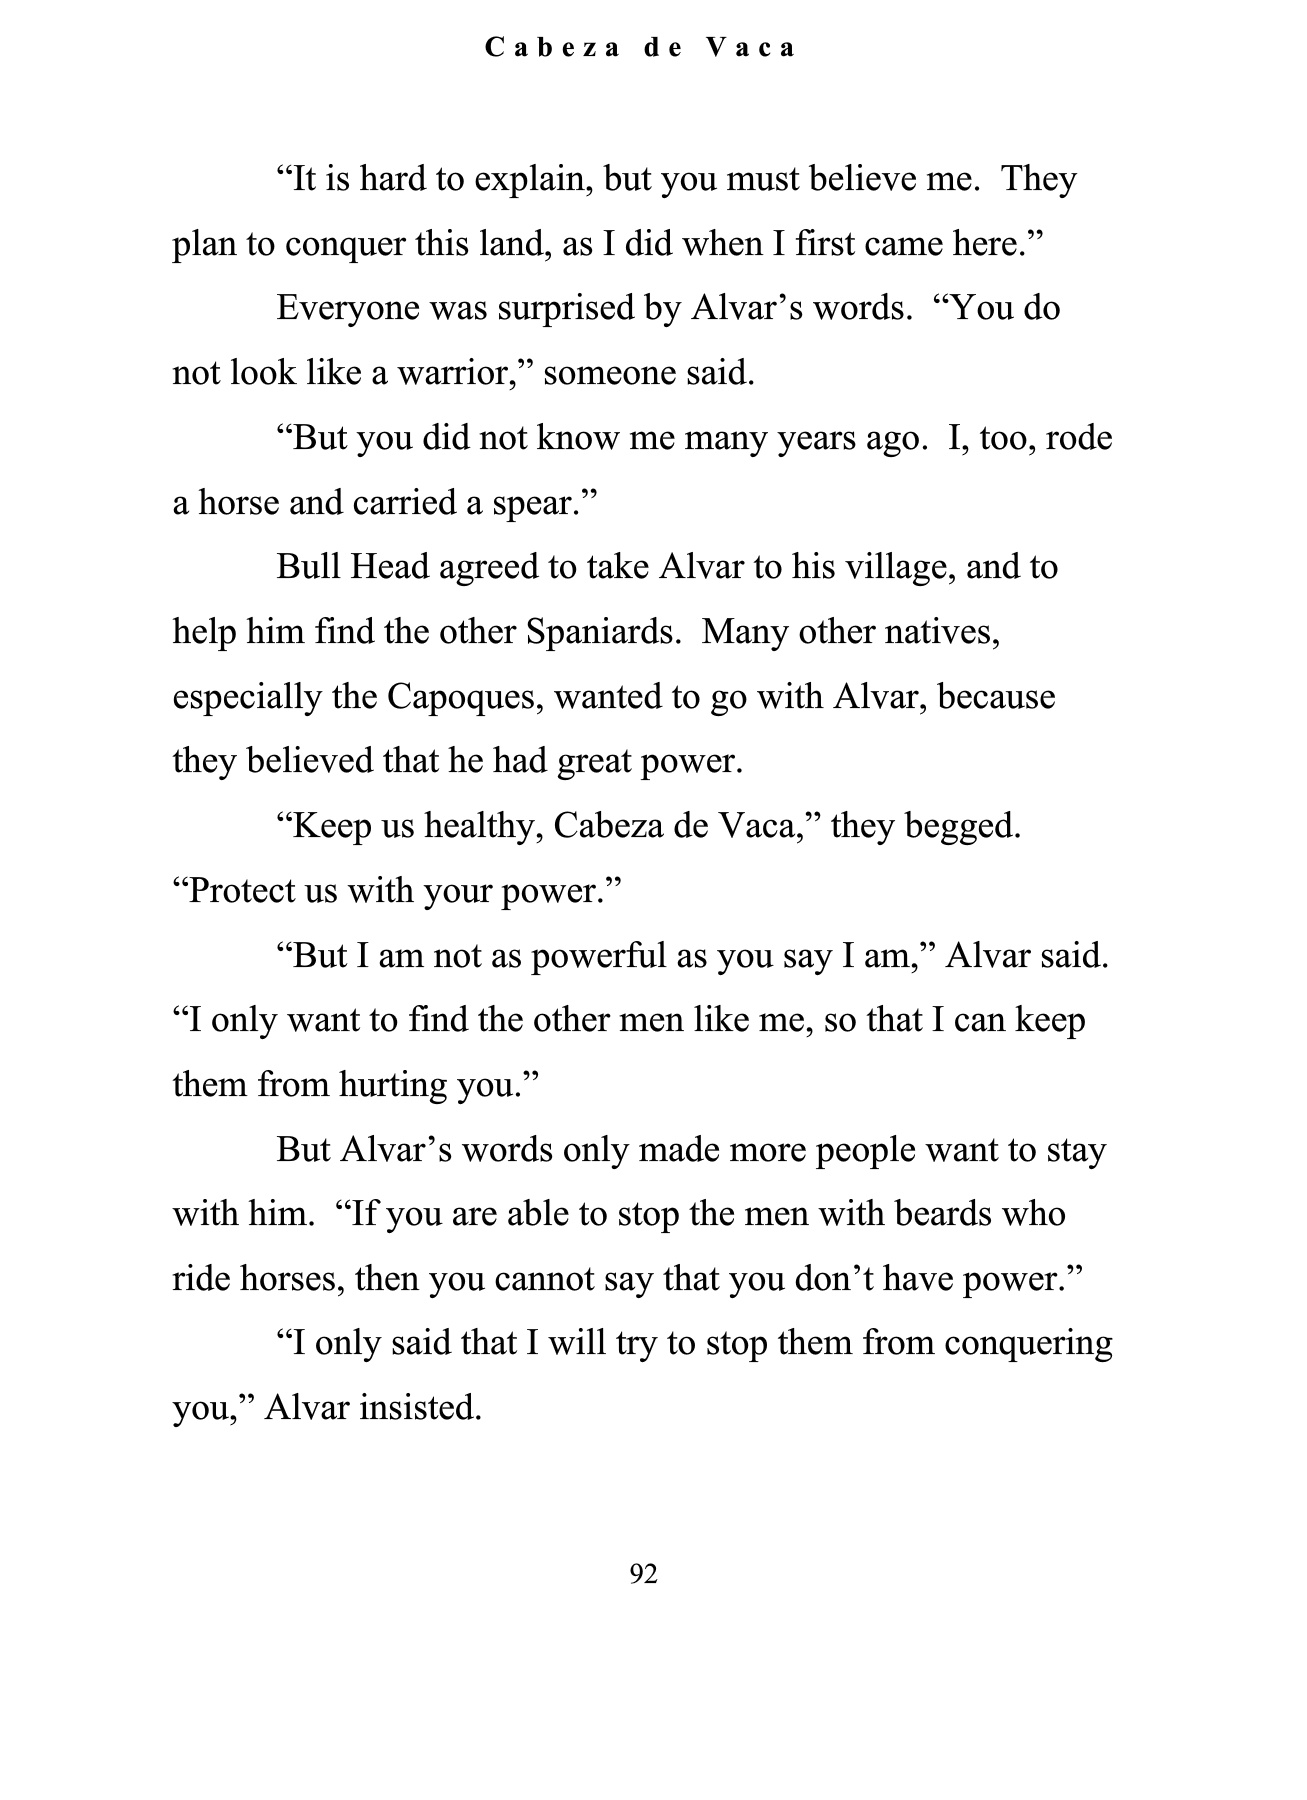 Cabeza de Vaca
“It is hard to explain, but you must believe me.  They
plan to conquer this land, as I did when I first came here.”
Everyone was surprised by Alvar’s words.  “You do
not look like a warrior,” someone said.
“But you did not know me many years ago.  I, too, rode
a horse and carried a spear.”
Bull Head agreed to take Alvar to his village, and to
help him find the other Spaniards.  Many other natives,
especially the Capoques, wanted to go with Alvar, because
they believed that he had great power.
“Keep us healthy, Cabeza de Vaca,” they begged.
“Protect us with your power.”
“But I am not as powerful as you say I am,” Alvar said.
“I only want to find the other men like me, so that I can keep
them from hurting you.”
But Alvar’s words only made more people want to stay
with him.  “If you are able to stop the men with beards who
ride horses, then you cannot say that you don’t have power.”
“I only said that I will try to stop them from conquering
you,” Alvar insisted.
92